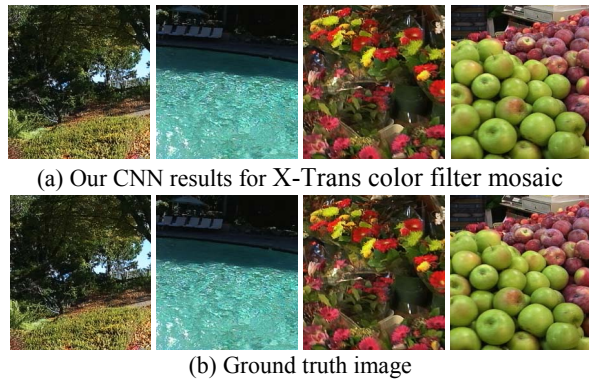 (a) Our CNN results for X-Trans color filter mosaic
(b) Ground truth image